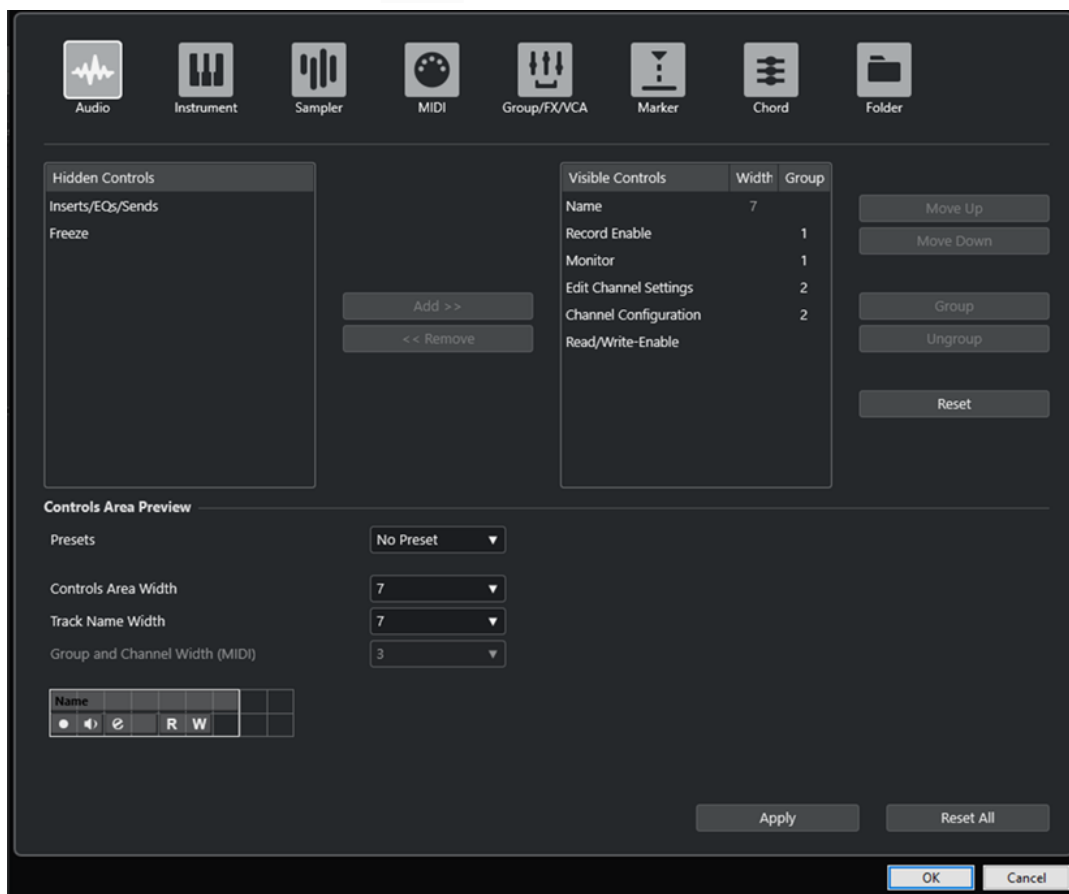 Audio Instrument Sampler MIDI Group/FX/VCA Marker Chord Folder
Hidden Controls
Inserts/EQs/Sends
Freeze
Add >>
<< Remove
Visible Controls Width Group
Name 7
Record Enable 1
Monitor 1
Edit Channel Settings 2
Channel Configuration 2
Read/Write-Enable
Move Up
Move Down
Group
Ungroup
Reset
Controls Area Preview
Presets No Preset
Controls Area Width 7
Track Name Width 7
Group and Channel Width (MIDI) 3
Name
R W
Apply Reset All
OK Cancel